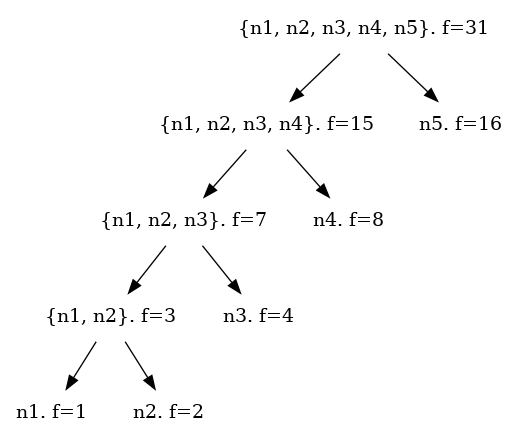 {n1, n2, n3, n4, n5}. f=31
{n1, n2, n3, n4}. f=15
n5. f=16
{n1, n2, n3}. f=7
n4. f=8
{n1, n2}. f=3
n3. f=4
n1. f=1
n2. f=2